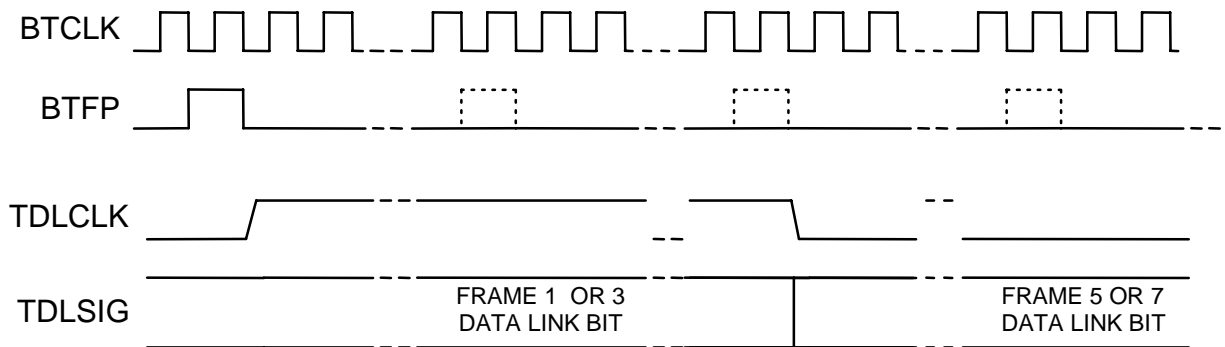 BTCLK
BTFP
TDLCLK
TDLSIG
FRAME 1 OR 3
DATA LINK BIT
FRAME 5 OR 7
DATA LINK BIT